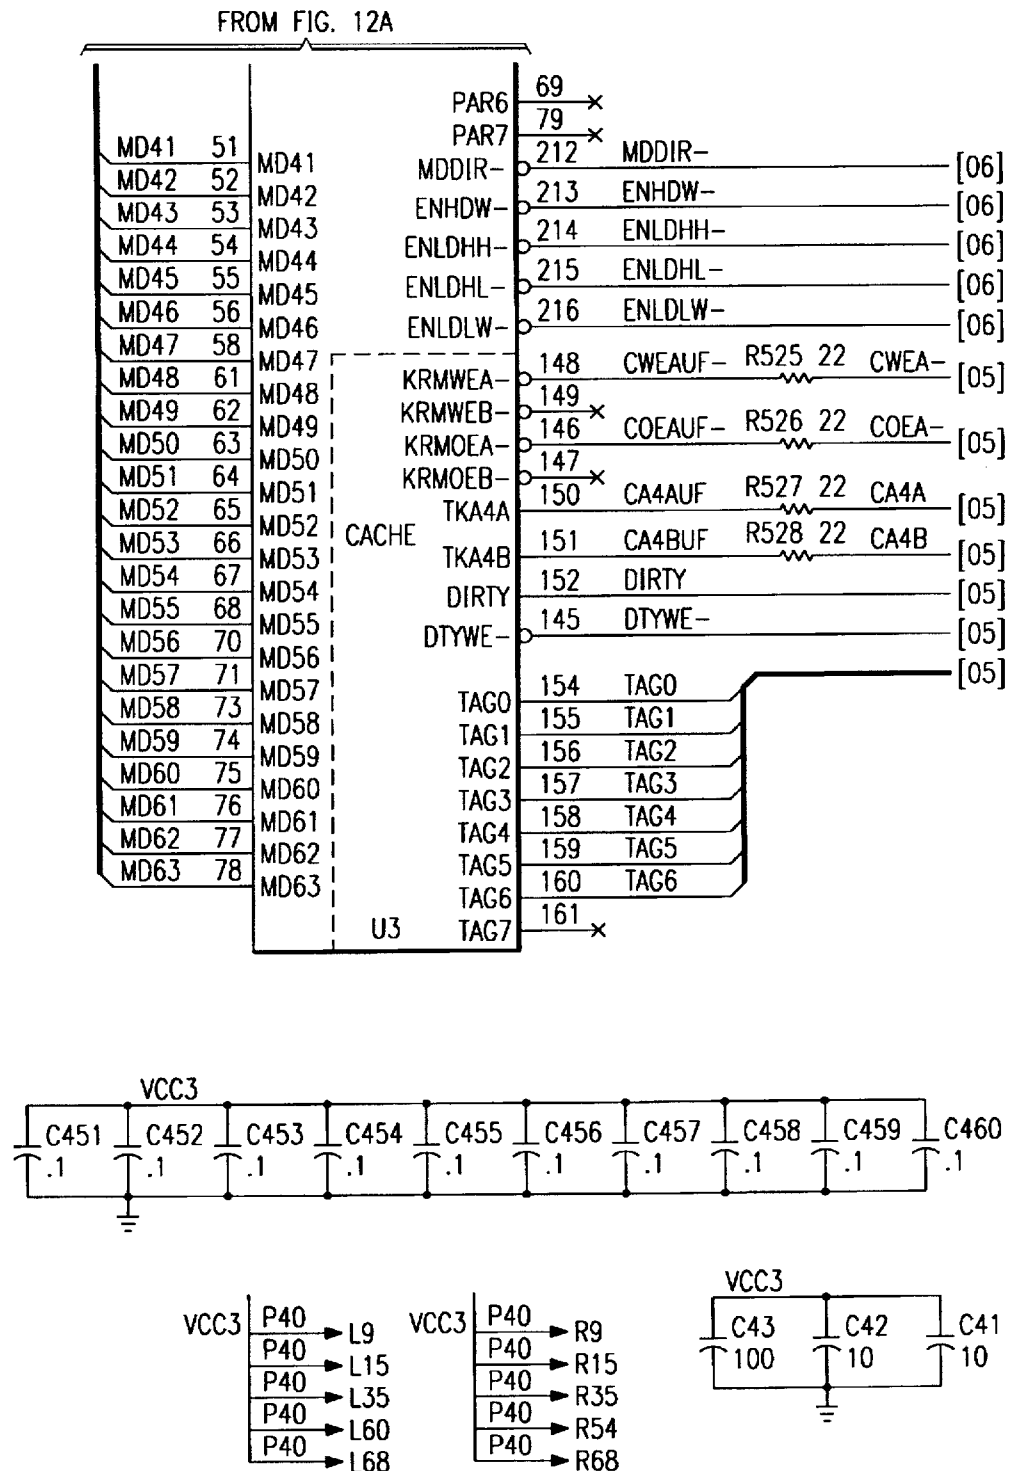 FROM FIG. 12A
PAR6 69
PAR7 79
MD41 51 MD41 MDDIR- 212 MDDIR- [06]
MD42 52 MD42 ENHDW- 213 ENHDW- [06]
MD43 53 MD43
MD44 54 MD44 ENLDHH- 214 ENLDHH- [06]
MD45 55 MD45 ENLDHL- 215 ENLDHL- [06]
MD46 56 MD46 ENLDLW- 216 ENLDLW- [06]
MD47 58 MD47
MD48 61 MD48 KRMWEA- 148 CWEAUF- R525 22 CWEA- [05]
MD49 62 MD49 KRMWEB- 149
MD50 63 MD50 KRMOEA- 146 COEAUF- R526 22 COEA- [05]
MD51 64 MD51 KRMOEB- 147
MD52 65 MD52 TKA4A 150 CA4AUF R527 22 CA4A [05]
CACHE
MD53 66 MD53 TKA4B 151 CA4BUF R528 22 CA4B [05]
MD54 67 MD54 DIRTY 152 DIRTY [05]
MD55 68 MD55 DTYWE- 145 DTYWE- [05]
MD56 70 MD56
[05]
MD57 71 MD57 TAG0 154 TAG0
MD58 73 MD58 TAG1 155 TAG1
MD59 74 MD59 TAG2 156 TAG2
MD60 75 MD60 TAG3 157 TAG3
MD61 76 MD61 TAG4 158 TAG4
MD62 77 MD62 TAG5 159 TAG5
MD63 78 MD63 TAG6 160 TAG6
U3 TAG7 161
VCC3
C451 C452 C453 C454 C455 C456 C457 C458 C459 C460
.1 .1 .1 .1 .1 .1 .1 .1 .1 .1
VCC3
P40 L9
P40 L15
P40 L35
P40 L60
P40 L68
VCC3
P40 R9
P40 R15
P40 R35
P40 R54
P40 R68
VCC3
C43 C42 C41
100 10 10